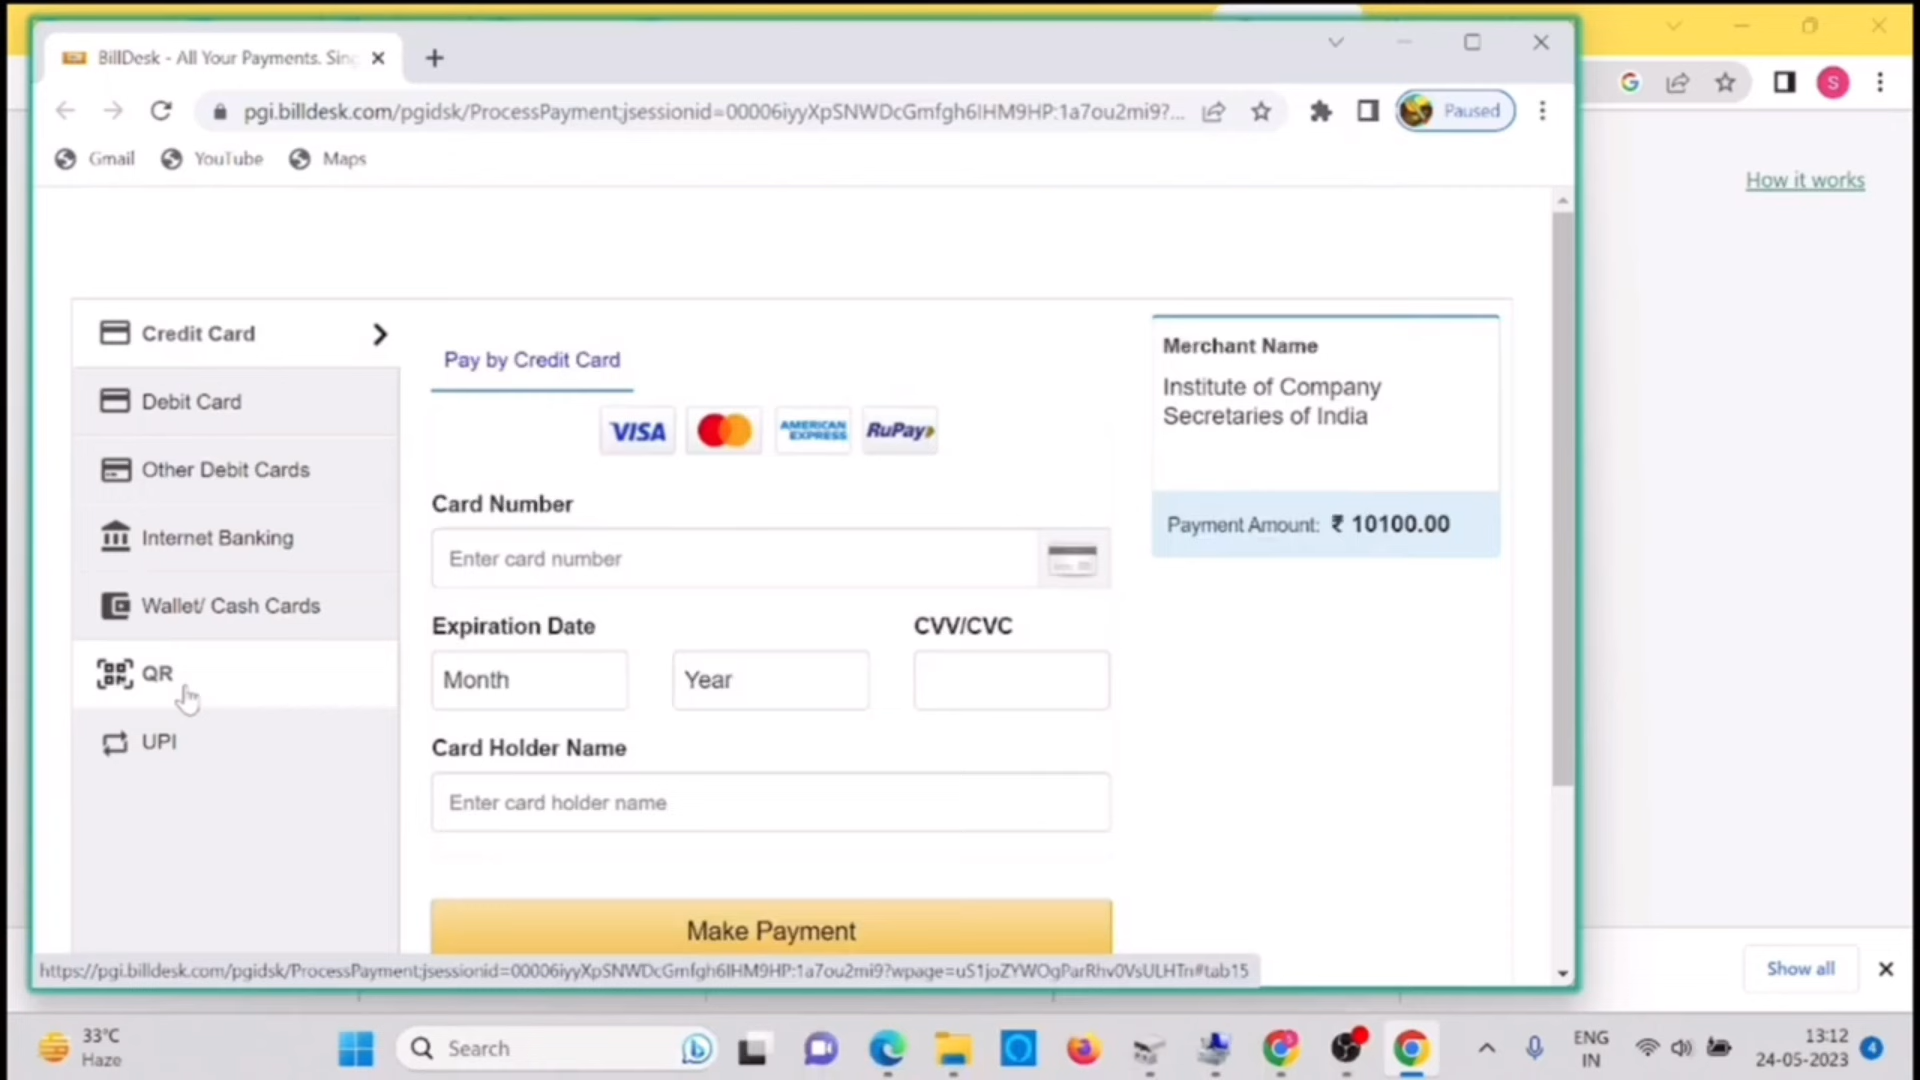 BillDesk - All Your Payments. Sing
pgi.billdesk.com/pgidsk/ProcessPayment;jsessionid=00006iyyXpSNWDcGmfgh6IHM9HP:1a7ou2mi9?...
Paused
Gmail
YouTube
Maps
How it works
Credit Card
Debit Card
Other Debit Cards
Internet Banking
Wallet/ Cash Cards
QR
UPI
Pay by Credit Card
VISA
AMERICAN EXPRESS
RuPay
Card Number
Enter card number
Expiration Date
CVV/CVC
Month
Year
Card Holder Name
Enter card holder name
Make Payment
Merchant Name
Institute of Company
Secretaries of India
Payment Amount: ₹ 10100.00
https://pgi.billdesk.com/pgidsk/ProcessPayment;jsessionid=00006iyyXpSNWDcGmfgh6IHM9HP:1a7ou2mi9?wpage=uS1joZYWOgParRhv0VsULHTn#tab15
Show all
S
33°C
Haze
Search
ENG
IN
13:12
24-05-2023
4